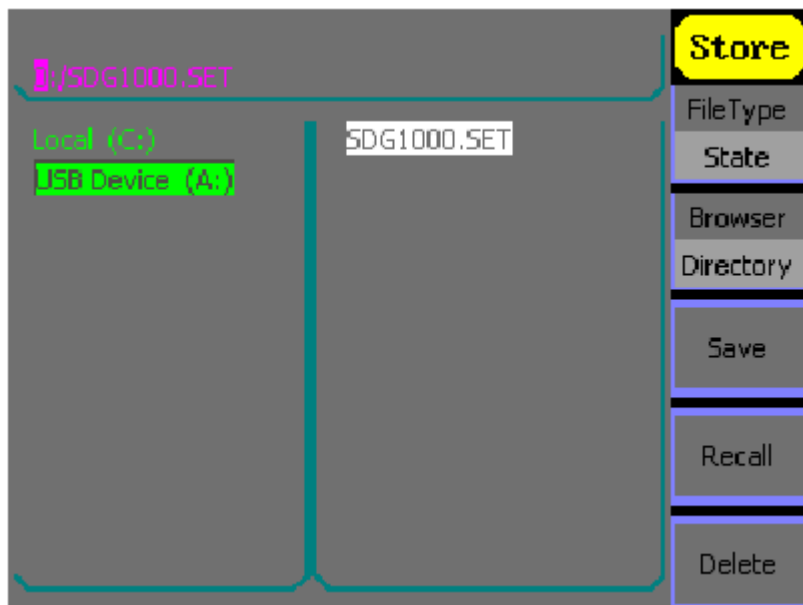 :/SDG1000.SET
Local (C:)
USB Device (A:)
SDG1000.SET
Store
FileType
State
Browser
Directory
Save
Recall
Delete